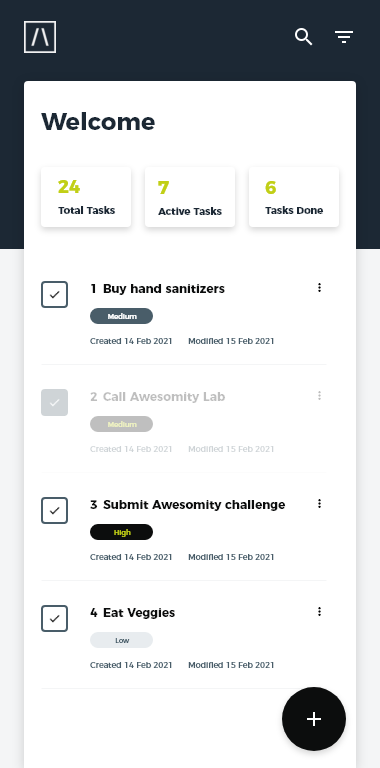 Welcome
24 7 6
Total Tasks Active Tasks Tasks Done
1 Buy hand sanitizers
Medium
Created 14 Feb 2021 Modified 15 Feb 2021
2 Call Awesomity Lab
Medium
Created 14 Feb 2021 Modified 15 Feb 2021
3 Submit Awesomity challenge
High
Created 14 Feb 2021 Modified 15 Feb 2021
4 Eat Veggies
Low
Created 14 Feb 2021 Modified 15 Feb 2021